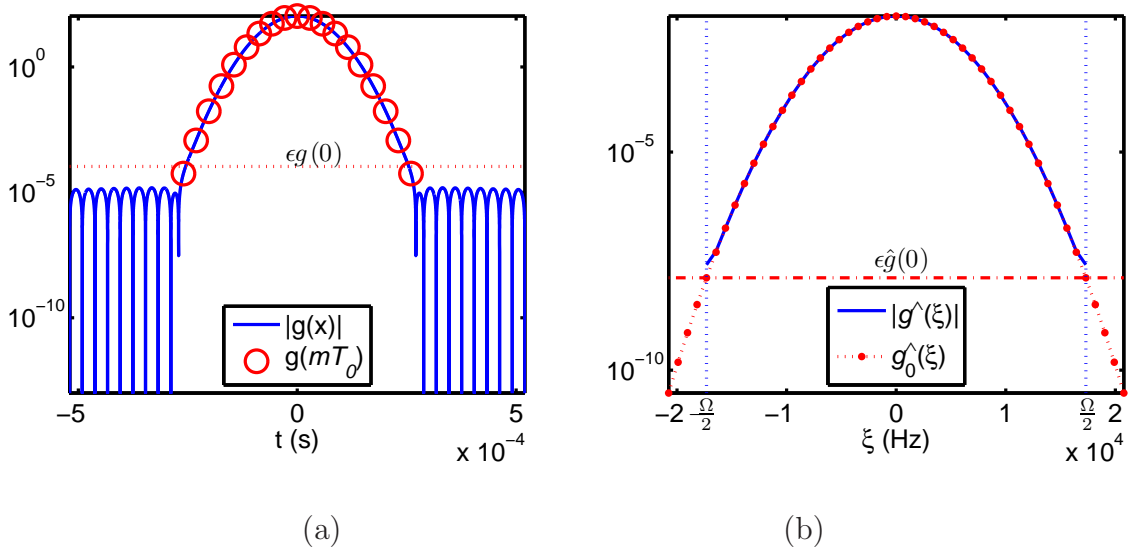 10^0
10^{-5}
10^{-10}
ϵg(0)
|g(x)|
g(mT_0)
-5 0 5
t (s)
x 10^{-4}
(a)
10^{-5}
10^{-10}
ϵĝ(0)
|g^(ξ)|
g_0^(ξ)
-2 -Ω/2 -1 0 1 Ω/2 2
ξ (Hz)
x 10^4
(b)